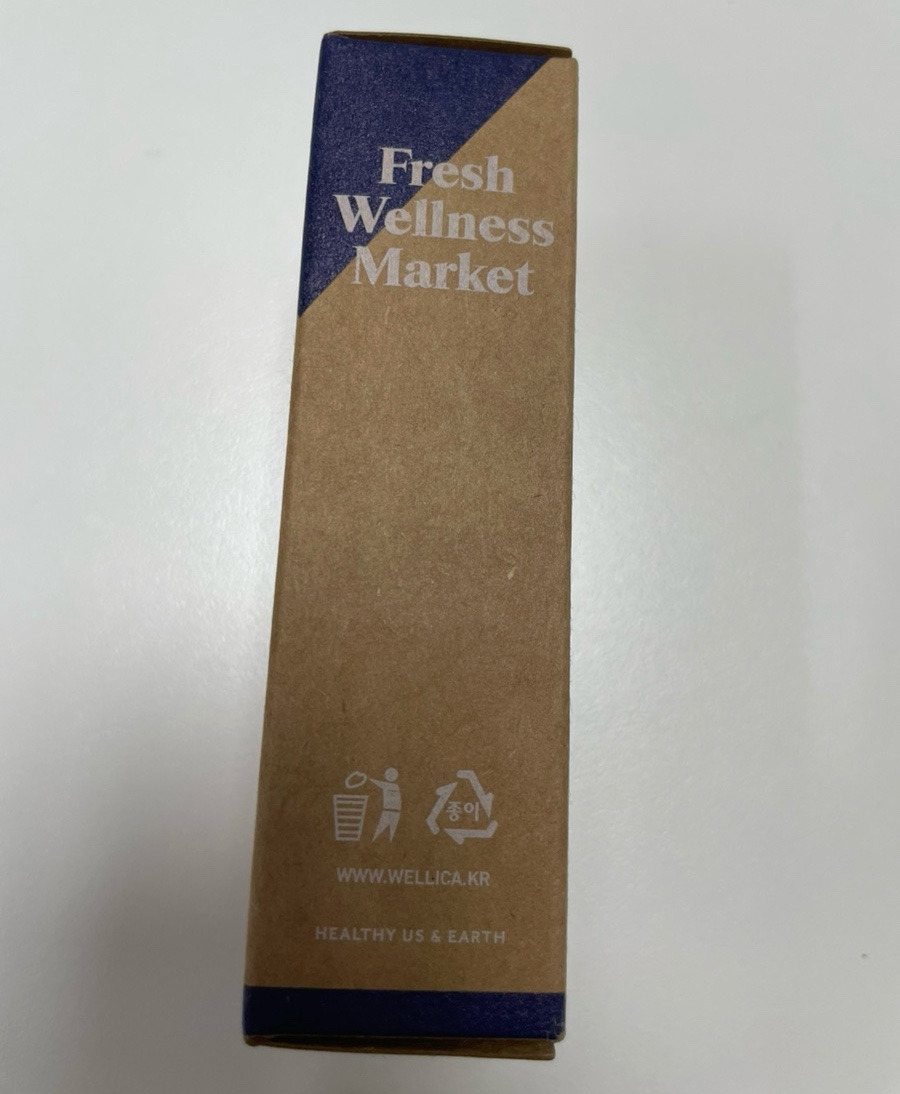 Fresh
Wellness
Market
종이
WWW.WELLICA.KR
HEALTHY US & EARTH